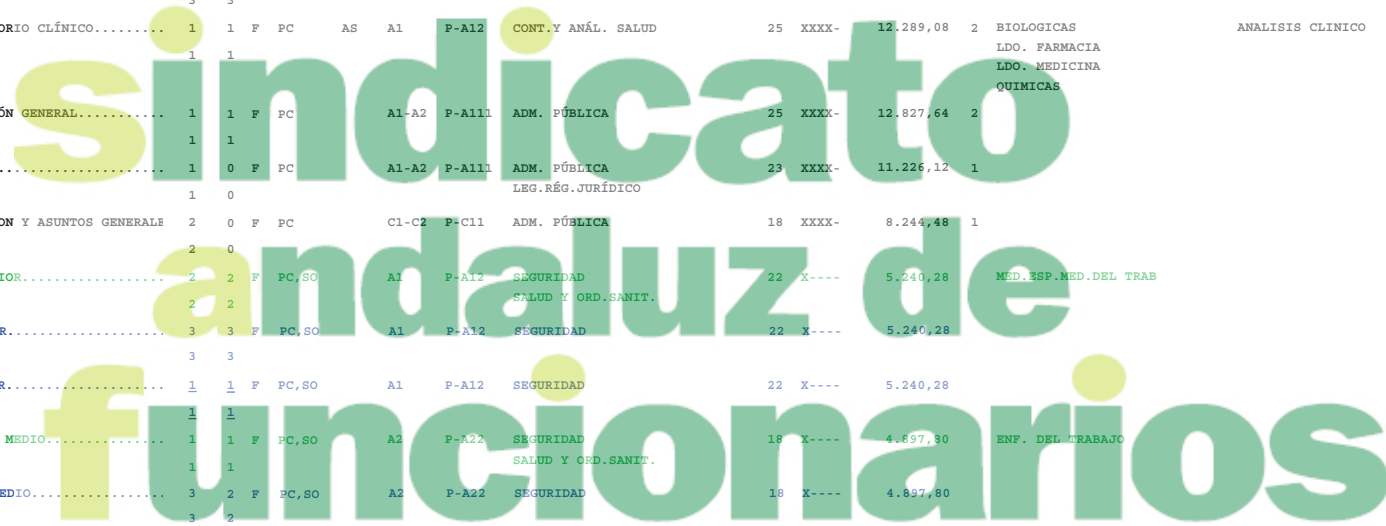 3 3
ORIO CLÍNICO......... 1 1 F PC AS A1 P-A12 CONT.Y ANÁL. SALUD 25 XXXX- 12.289,08 2 BIOLOGICAS ANALISIS CLINICO
LDO. FARMACIA
1 1
LDO. MEDICINA
QUIMICAS
sindicato
ÓN GENERAL........... 1 1 F PC A1-A2 P-A111 ADM. PÚBLICA 25 XXXX- 12.827,64 2
1 1
...................... 1 0 F PC A1-A2 P-A111 ADM. PÚBLICA 23 XXXX- 11.226,12 1
LEG.RÉG.JURÍDICO
1 0
ON Y ASUNTOS GENERALE 2 0 F PC C1-C2 P-C11 ADM. PÚBLICA 18 XXXX- 8.244,48 1
2 0
andaluz de
IOR................... 2 2 F PC,SO A1 P-A12 SEGURIDAD 22 X---- 5.240,28 MED.ESP.MED.DEL TRAB
2 2 SALUD Y ORD.SANIT.
R..................... 3 3 F PC,SO A1 P-A12 SEGURIDAD 22 X---- 5.240,28
3 3
R..................... 1 1 F PC,SO A1 P-A12 SEGURIDAD 22 X---- 5.240,28
1 1
funcionarios
MEDIO................ 1 1 F PC,SO A2 P-A22 SEGURIDAD 18 X---- 4.897,80 ENF. DEL TRABAJO
1 1 SALUD Y ORD.SANIT.
EDIO.................. 3 2 F PC,SO A2 P-A22 SEGURIDAD 18 X---- 4.897,80
3 2